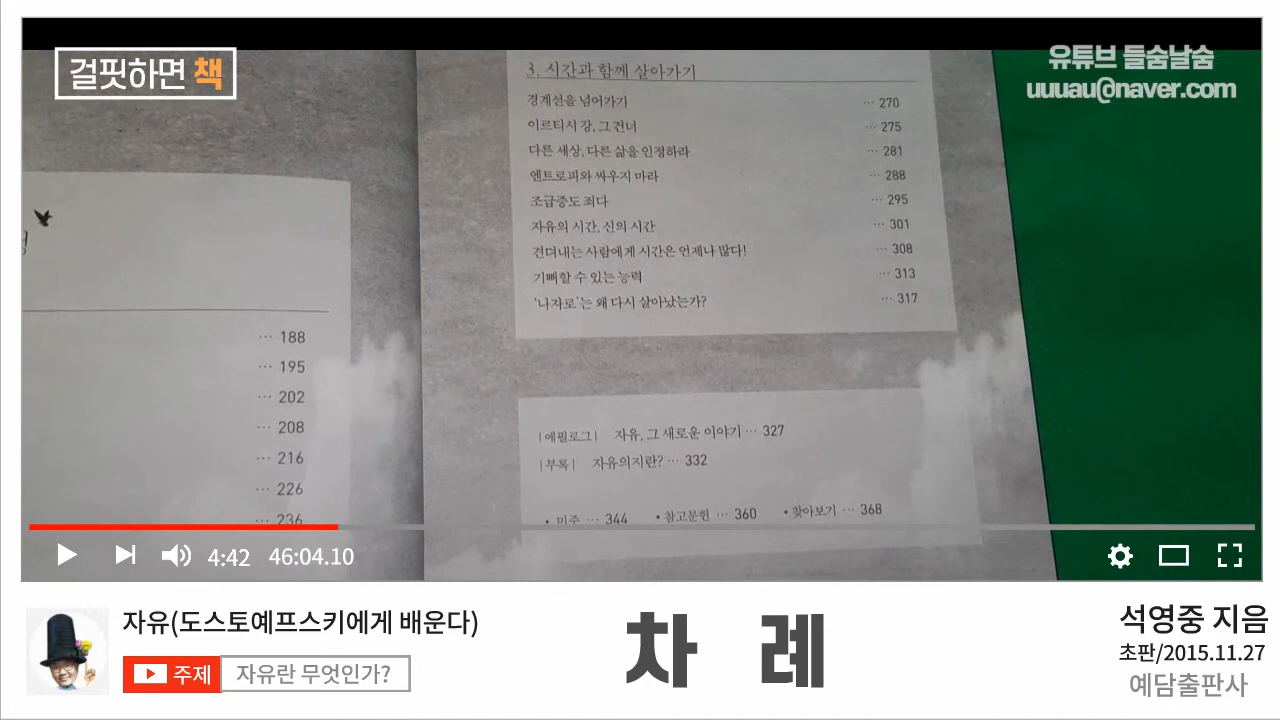 걸핏하면 책
유튜브 들숨날숨
uuuau@naver.com
3. 시간과 함께 살아가기
경계선을 넘어가기 ··· 270
이르티시 강, 그 건너 ··· 275
다른 세상, 다른 삶을 인정하라 ··· 281
엔트로피와 싸우지 마라 ··· 288
조급증도 죄다 ··· 295
자유의 시간, 신의 시간 ··· 301
견뎌내는 사람에게 시간은 언제나 많다! ··· 308
기뻐할 수 있는 능력 ··· 313
‘나자로’는 왜 다시 살아났는가? ··· 317
··· 188
··· 195
··· 202
··· 208
··· 216
··· 226
··· 236
|에필로그| 자유, 그 새로운 이야기 ··· 327
|부록| 자유의지란? ··· 332
• 미주 ··· 344 • 참고문헌 ··· 360 • 찾아보기 ··· 368
4:42 46:04.10
자유(도스토예프스키에게 배운다)
주제 자유란 무엇인가?
차 례
석영중 지음
초판/2015.11.27
예담출판사